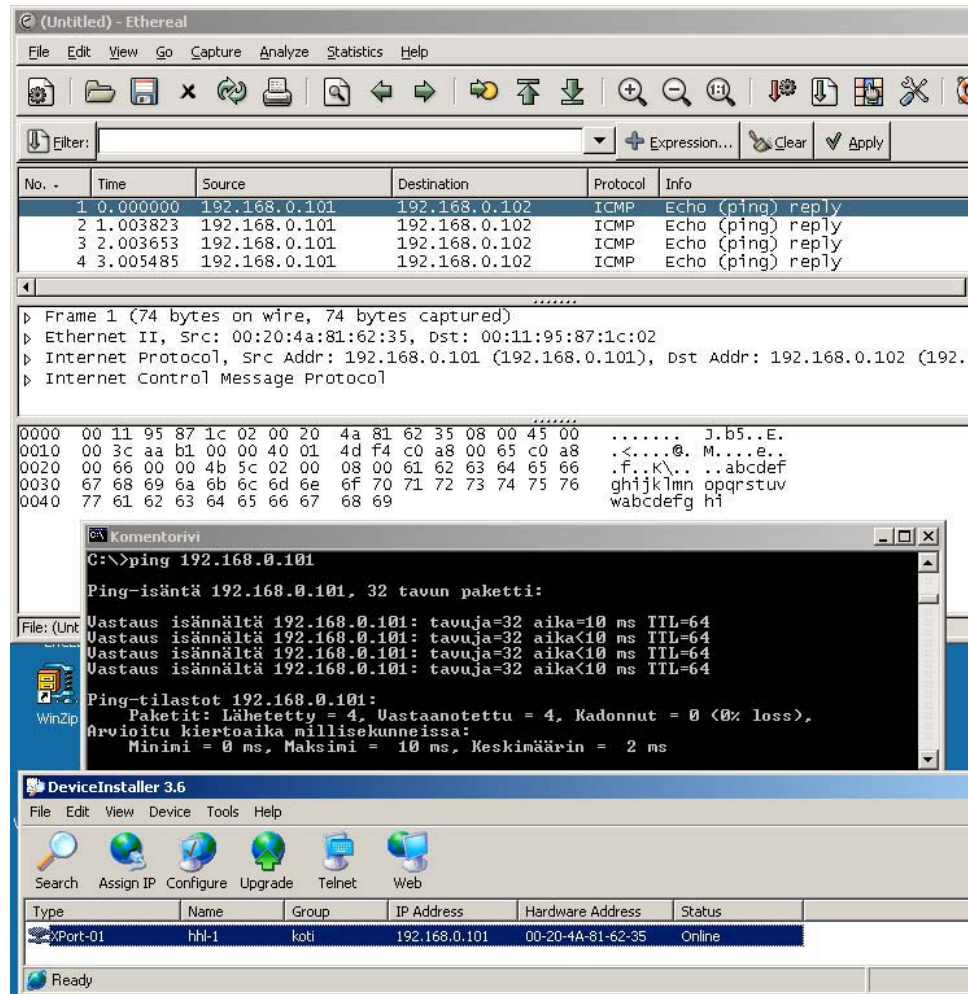 (Untitled) - Ethereal
File Edit View Go Capture Analyze Statistics Help
Filter: Expression... Clear Apply
No. - Time Source Destination Protocol Info
1 0.000000 192.168.0.101 192.168.0.102 ICMP Echo (ping) reply
2 1.003823 192.168.0.101 192.168.0.102 ICMP Echo (ping) reply
3 2.003653 192.168.0.101 192.168.0.102 ICMP Echo (ping) reply
4 3.005485 192.168.0.101 192.168.0.102 ICMP Echo (ping) reply
Frame 1 (74 bytes on wire, 74 bytes captured)
Ethernet II, Src: 00:20:4a:81:62:35, Dst: 00:11:95:87:1c:02
Internet Protocol, Src Addr: 192.168.0.101 (192.168.0.101), Dst Addr: 192.168.0.102 (192.
Internet Control Message Protocol
0000 00 11 95 87 1c 02 00 20 4a 81 62 35 08 00 45 00 ....... J.b5..E.
0010 00 3c aa b1 00 00 40 01 4d f4 c0 a8 00 65 c0 a8 .<....@. M....e..
0020 00 66 00 00 4b 5c 02 00 08 00 61 62 63 64 65 66 .f..K\.. ..abcdef
0030 67 68 69 6a 6b 6c 6d 6e 6f 70 71 72 73 74 75 76 ghijklmn opqrstuv
0040 77 61 62 63 64 65 66 67 68 69 wabcdefg hi
Komentorivi
C:\>ping 192.168.0.101
Ping-isäntä 192.168.0.101, 32 tavun paketti:
Vastaus isännältä 192.168.0.101: tavuja=32 aika=10 ms TTL=64
Vastaus isännältä 192.168.0.101: tavuja=32 aika<10 ms TTL=64
Vastaus isännältä 192.168.0.101: tavuja=32 aika<10 ms TTL=64
Vastaus isännältä 192.168.0.101: tavuja=32 aika<10 ms TTL=64
Ping-tilastot 192.168.0.101:
Paketit: Lähetetty = 4, Vastaanotettu = 4, Kadonnut = 0 (0% loss),
Arvioitu kiertoaika millisekunneissa:
Minimi = 0 ms, Maksimi = 10 ms, Keskimäärin = 2 ms
File: (Unt
WinZip
DeviceInstaller 3.6
File Edit View Device Tools Help
Search Assign IP Configure Upgrade Telnet Web
Type Name Group IP Address Hardware Address Status
XPort-01 hhl-1 koti 192.168.0.101 00-20-4A-81-62-35 Online
Ready